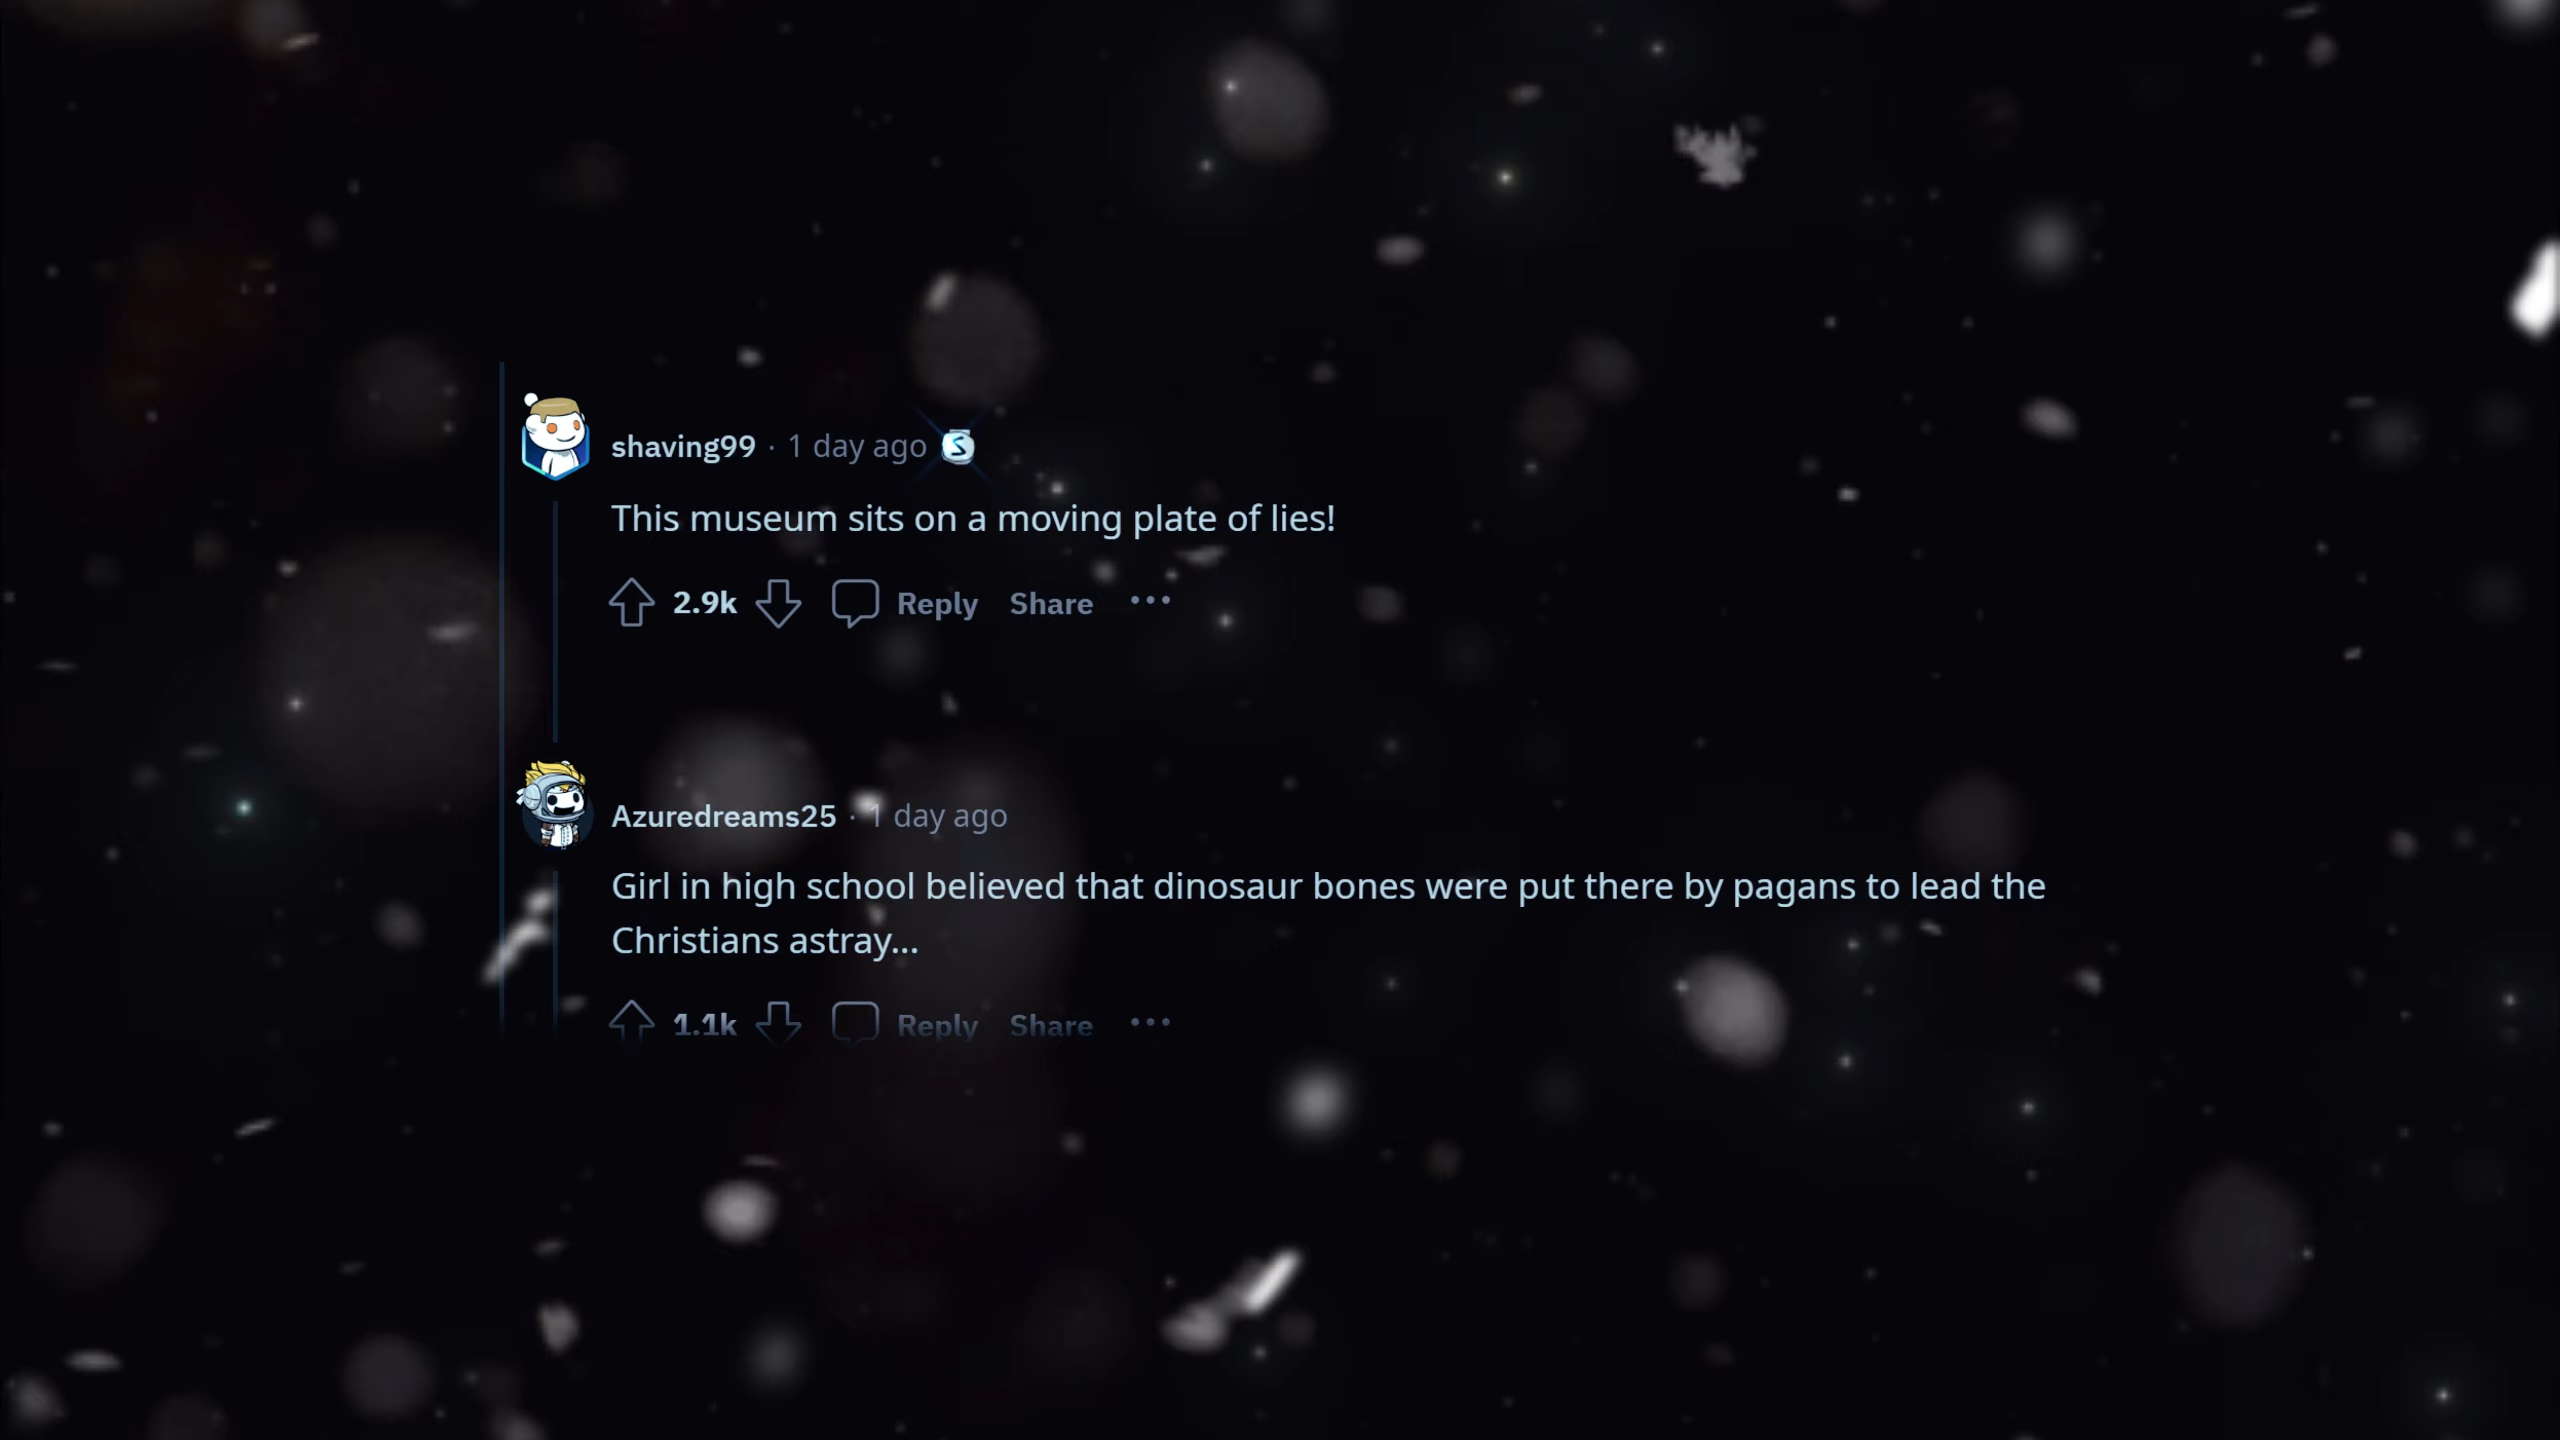 shaving99 · 1 day ago
This museum sits on a moving plate of lies!
2.9k Reply Share ···
Azuredreams25 · 1 day ago
Girl in high school believed that dinosaur bones were put there by pagans to lead the
Christians astray...
1.1k Reply Share ···